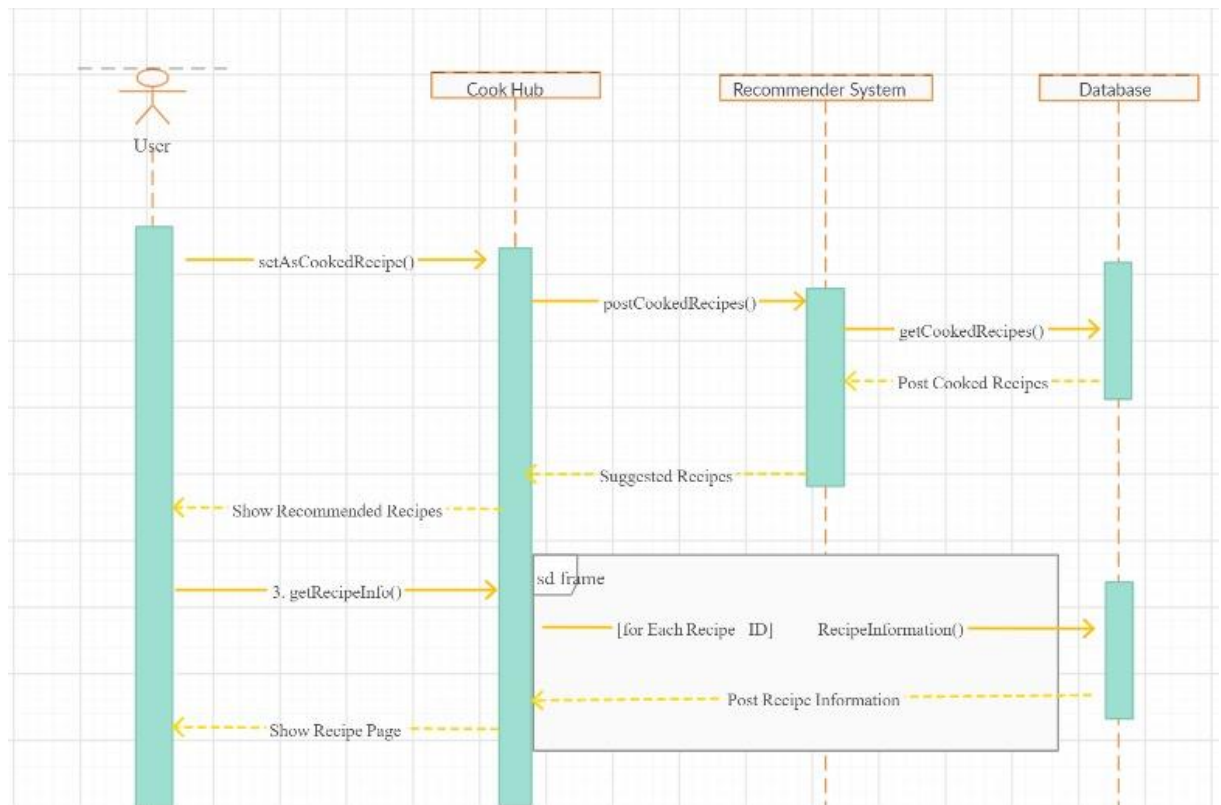 Cook Hub
Recommender System
Database
User
setAsCookedRecipe()
postCookedRecipes()
getCookedRecipes()
Post Cooked Recipes
Suggested Recipes
Show Recommended Recipes
sd frame
3. getRecipeInfo()
[for Each Recipe ID]
RecipeInformation()
Post Recipe Information
Show Recipe Page